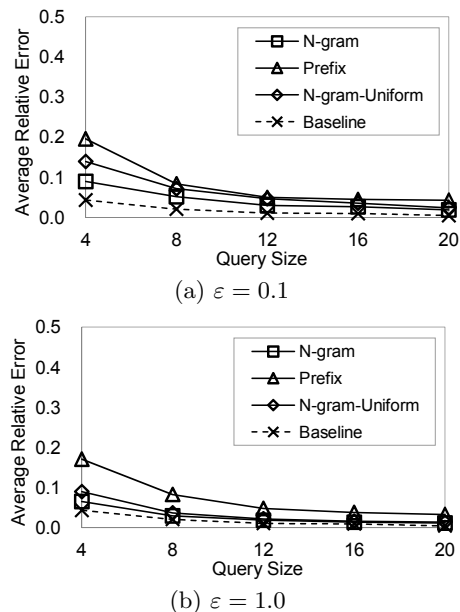 0.5
0.4
0.3
0.2
0.1
0.0
Average Relative Error
N-gram
Prefix
N-gram-Uniform
Baseline
4 8 12 16 20
Query Size
(a) ε = 0.1
0.5
0.4
0.3
0.2
0.1
0.0
Average Relative Error
N-gram
Prefix
N-gram-Uniform
Baseline
4 8 12 16 20
Query Size
(b) ε = 1.0